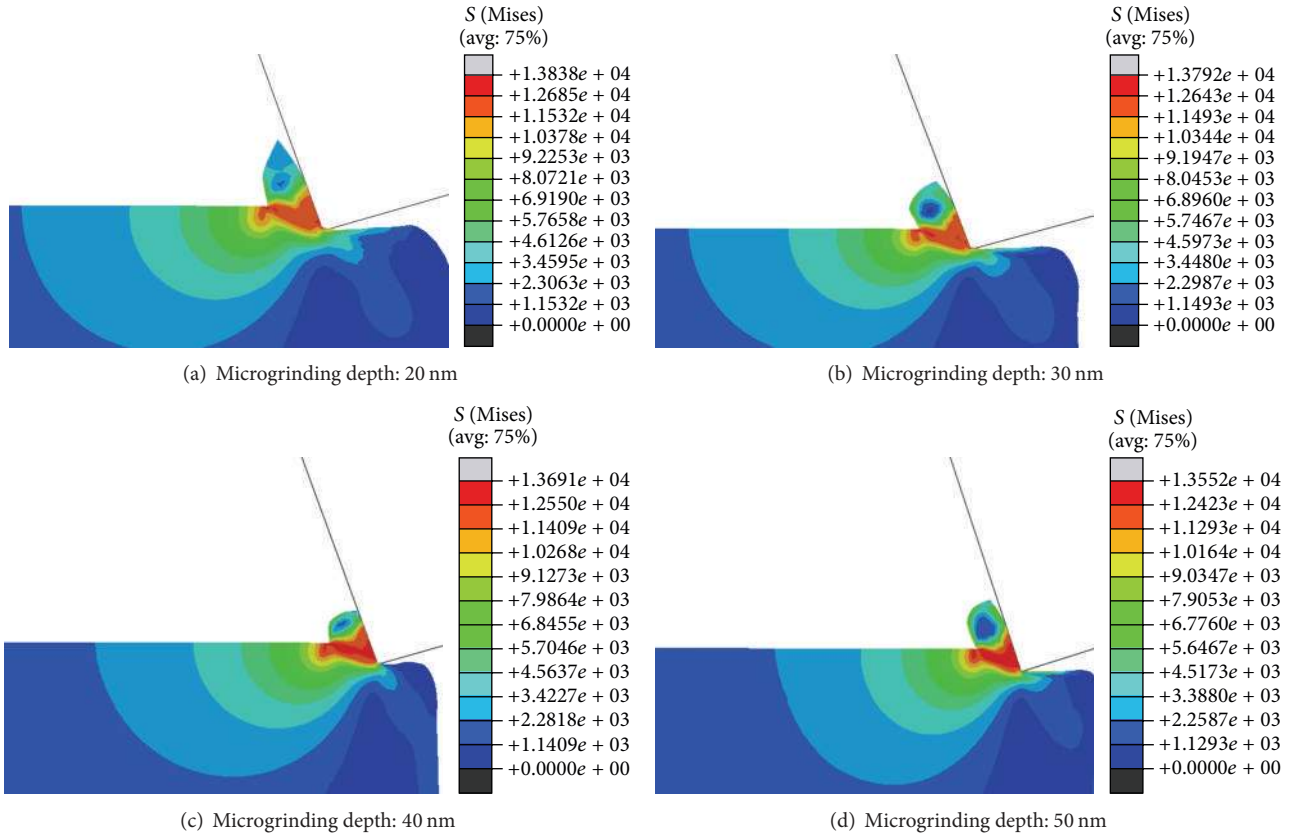 S (Mises)
(avg: 75%)
+1.3838e + 04
+1.2685e + 04
+1.1532e + 04
+1.0378e + 04
+9.2253e + 03
+8.0721e + 03
+6.9190e + 03
+5.7658e + 03
+4.6126e + 03
+3.4595e + 03
+2.3063e + 03
+1.1532e + 03
+0.0000e + 00
(a) Microgrinding depth: 20 nm
S (Mises)
(avg: 75%)
+1.3792e + 04
+1.2643e + 04
+1.1493e + 04
+1.0344e + 04
+9.1947e + 03
+8.0453e + 03
+6.8960e + 03
+5.7467e + 03
+4.5973e + 03
+3.4480e + 03
+2.2987e + 03
+1.1493e + 03
+0.0000e + 00
(b) Microgrinding depth: 30 nm
S (Mises)
(avg: 75%)
+1.3691e + 04
+1.2550e + 04
+1.1409e + 04
+1.0268e + 04
+9.1273e + 03
+7.9864e + 03
+6.8455e + 03
+5.7046e + 03
+4.5637e + 03
+3.4227e + 03
+2.2818e + 03
+1.1409e + 03
+0.0000e + 00
(c) Microgrinding depth: 40 nm
S (Mises)
(avg: 75%)
+1.3552e + 04
+1.2423e + 04
+1.1293e + 04
+1.0164e + 04
+9.0347e + 03
+7.9053e + 03
+6.7760e + 03
+5.6467e + 03
+4.5173e + 03
+3.3880e + 03
+2.2587e + 03
+1.1293e + 03
+0.0000e + 00
(d) Microgrinding depth: 50 nm